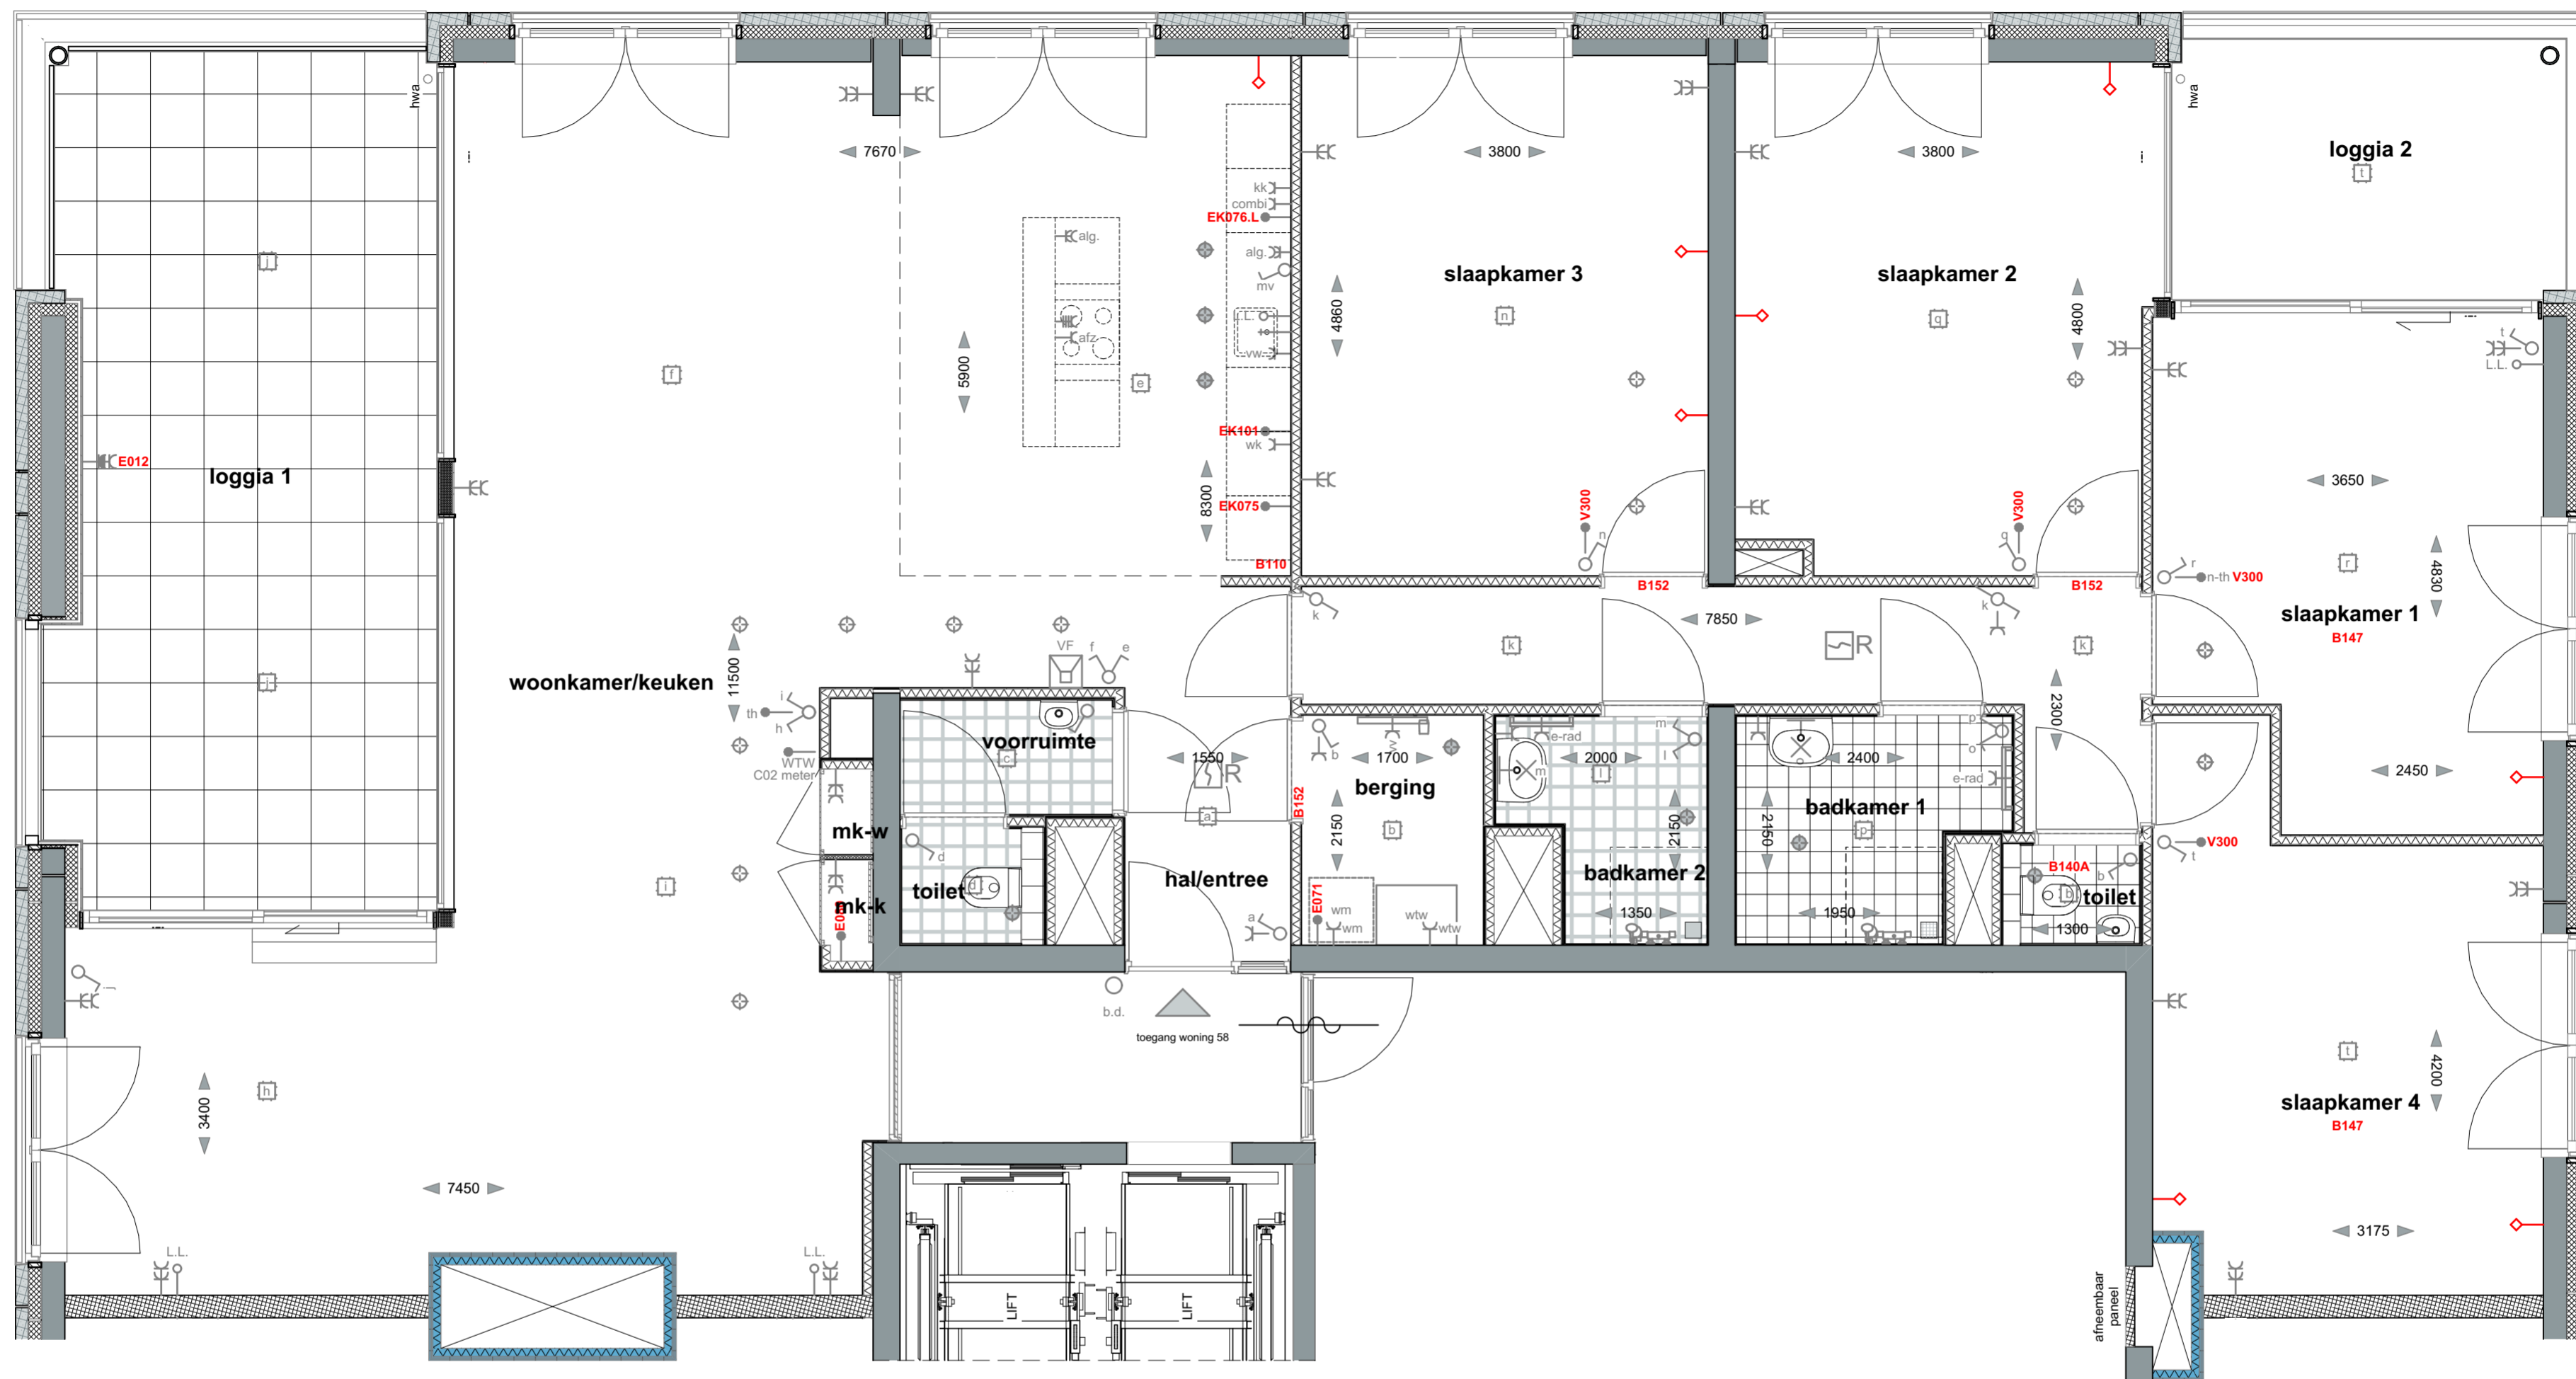 hwa
7670
3800
3800
hwa
loggia 2
t
kk
combi
EK076.L
alg.
alg.
mv
slaapkamer 3
slaapkamer 2
j
n
q
4860
4800
L.L.
t
L.L.
afz
vw
f
e
5900
EK101
wk
E012
loggia 1
3650
8300
EK075
V300
V300
n
q
B110
B152
B152
r
n-th V300
r
4830
slaapkamer 1
B147
k
k
7850
VF
f
e
k
R
k
j
woonkamer/keuken
11500
i
th
h
2300
voorruimte
c
WTW
C02 meter
1550
R
a
B152
b
1700
w
berging
e-rad
2000
m
m
l
l
2400
p
o
e-rad
2450
badkamer 1
mk-w
2150
b
2150
2150
p
d
V300
t
toilet
d
hal/entree
badkamer 2
B140A
b
b
toilet
i
mk-k
E071
wm
wm
wtw
wtw
1350
1950
1300
a
j
b.d.
toegang woning 58
h
3400
t
4200
slaapkamer 4
B147
7450
3175
L.L.
L.L.
LIFT
LIFT
afneembaar
paneel